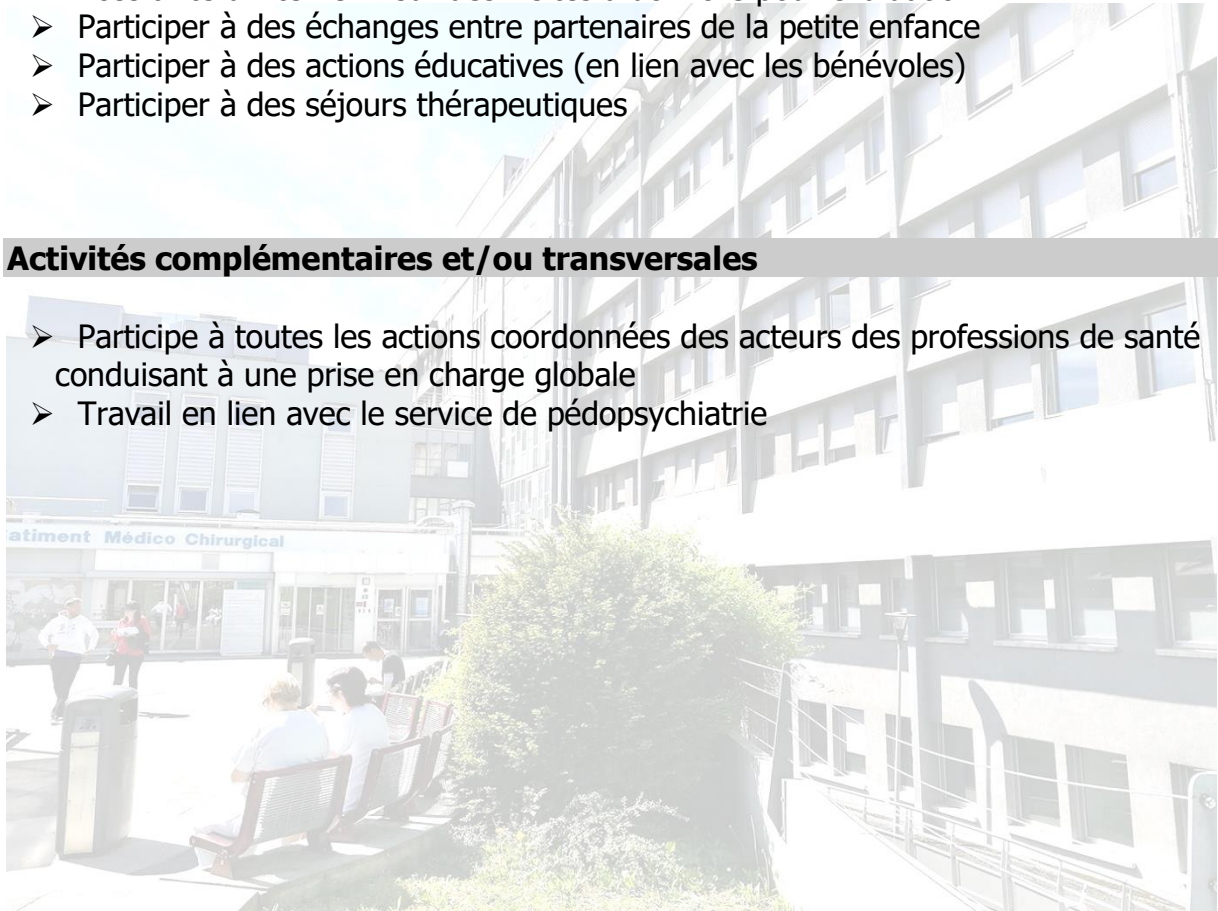 ➢ Participer à des échanges entre partenaires de la petite enfance
➢ Participer à des actions éducatives (en lien avec les bénévoles)
➢ Participer à des séjours thérapeutiques
Activités complémentaires et/ou transversales
➢ Participe à toutes les actions coordonnées des acteurs des professions de santé
conduisant à une prise en charge globale
➢ Travail en lien avec le service de pédopsychiatrie
atiment Médico Chirurgical